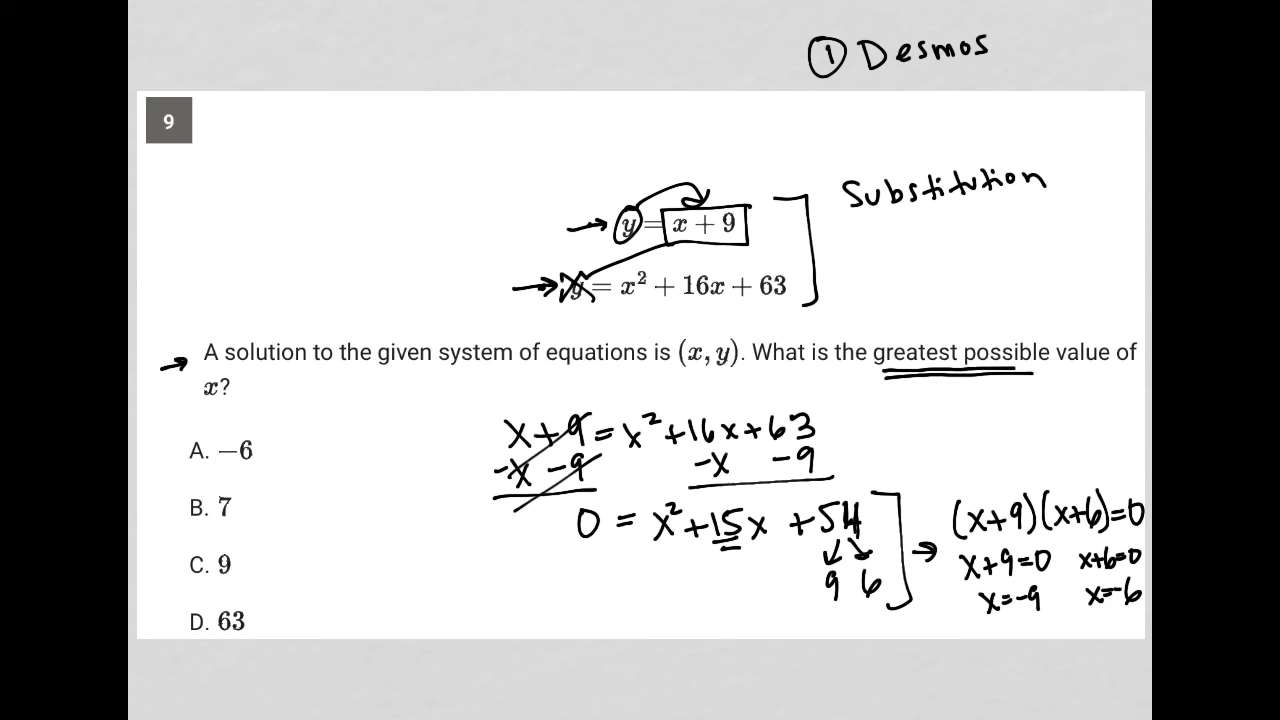 ① Desmos
9
y = x + 9
Substitution
y = x² + 16x + 63
A solution to the given system of equations is (x, y). What is the greatest possible value of
x?
A. −6
B. 7
C. 9
D. 63
x+9 = x²+16x+63
-x -9 -x -9
0 = x²+15x +54
9 6
(x+9)(x+6)=0
x+9=0 x+6=0
x=-9 x=-6